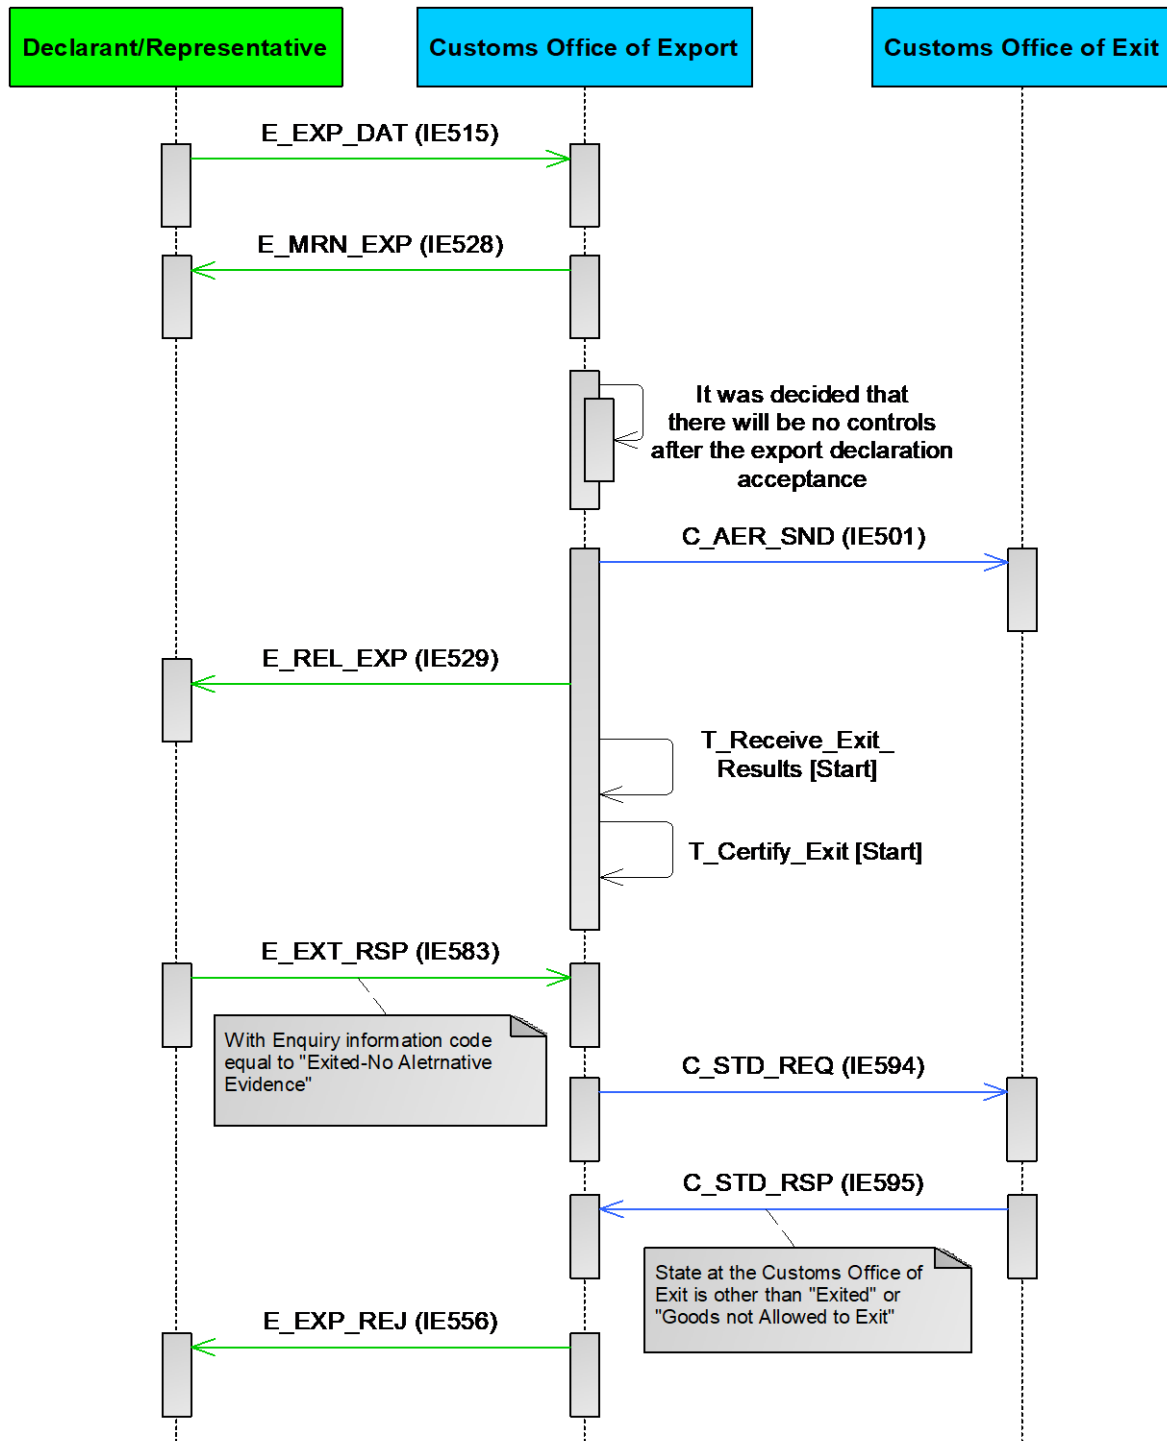 Declarant/Representative
Customs Office of Export
Customs Office of Exit
E_EXP_DAT (IE515)
E_MRN_EXP (IE528)
It was decided that
there will be no controls
after the export declaration
acceptance
C_AER_SND (IE501)
E_REL_EXP (IE529)
T_Receive_Exit_
Results [Start]
T_Certify_Exit [Start]
E_EXT_RSP (IE583)
With Enquiry information code
equal to "Exited-No Aletrnative
Evidence"
C_STD_REQ (IE594)
C_STD_RSP (IE595)
State at the Customs Office of
Exit is other than "Exited" or
"Goods not Allowed to Exit"
E_EXP_REJ (IE556)